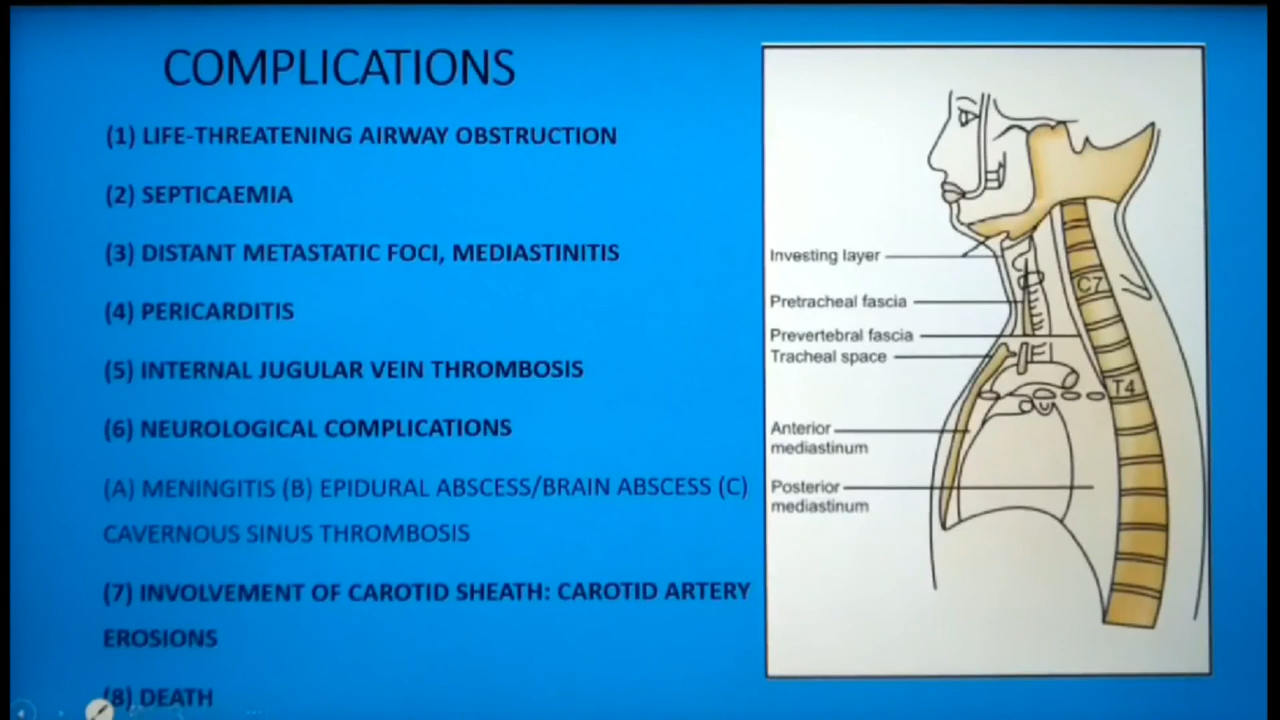 COMPLICATIONS
(1) LIFE-THREATENING AIRWAY OBSTRUCTION
(2) SEPTICAEMIA
(3) DISTANT METASTATIC FOCI, MEDIASTINITIS
(4) PERICARDITIS
(5) INTERNAL JUGULAR VEIN THROMBOSIS
(6) NEUROLOGICAL COMPLICATIONS
(A) MENINGITIS (B) EPIDURAL ABSCESS/BRAIN ABSCESS (C)
CAVERNOUS SINUS THROMBOSIS
(7) INVOLVEMENT OF CAROTID SHEATH: CAROTID ARTERY
EROSIONS
(8) DEATH
Investing layer
Pretracheal fascia
Prevertebral fascia
Tracheal space
Anterior
mediastinum
Posterior
mediastinum
C7
T4